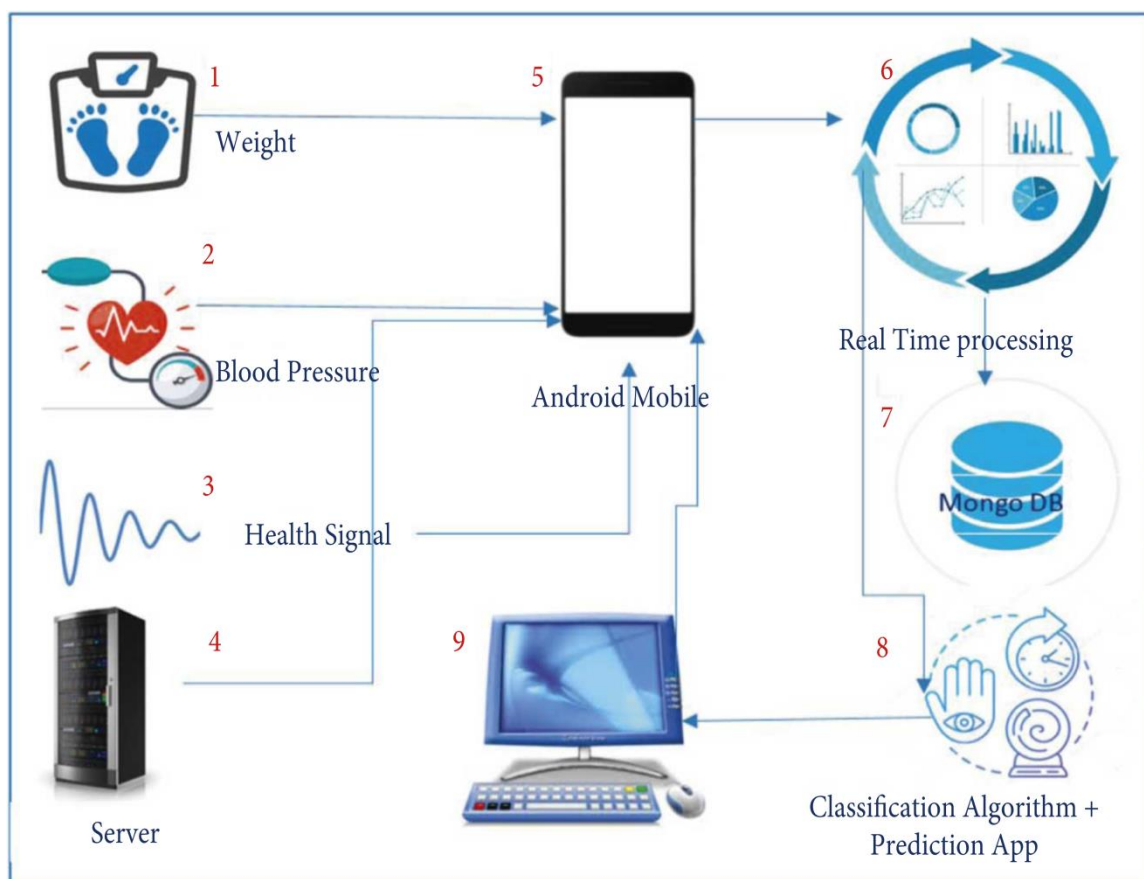 1
Weight
2
Blood Pressure
3
Health Signal
4
Server
5
Android Mobile
6
Real Time processing
7
Mongo DB
8
Classification Algorithm +
Prediction App
9